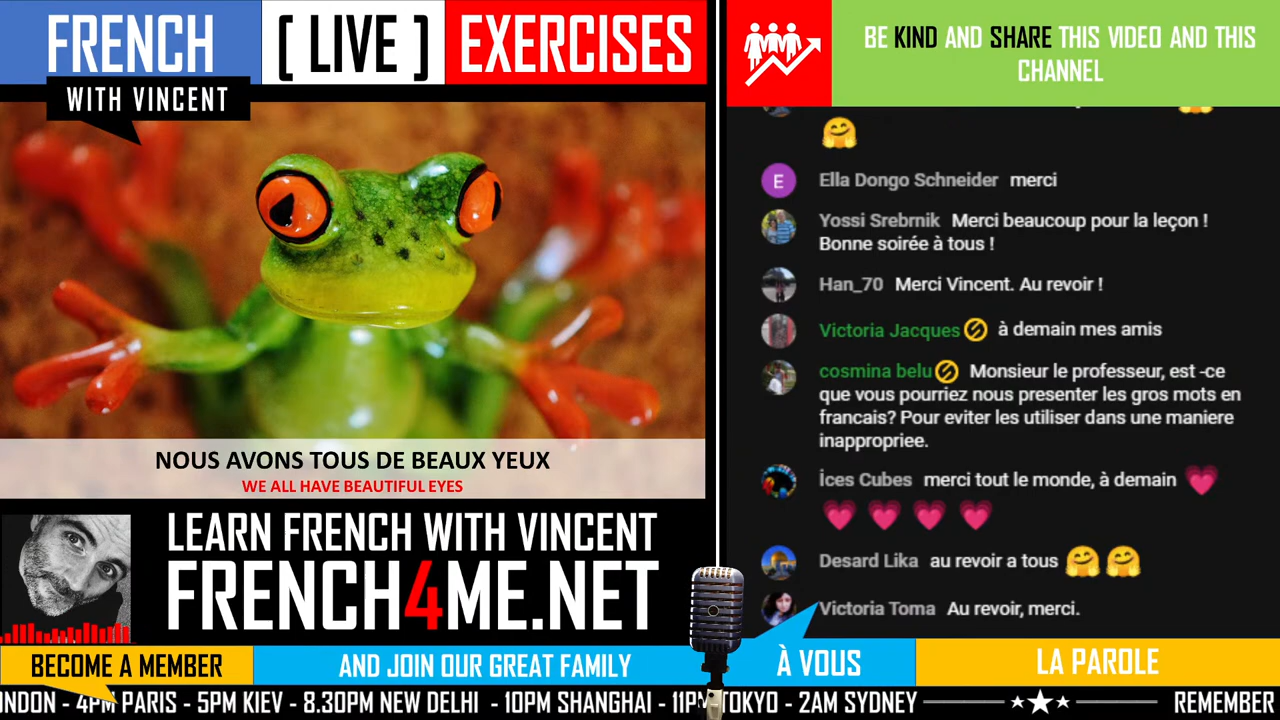 FRENCH
[ LIVE ]
EXERCISES
WITH VINCENT
NOUS AVONS TOUS DE BEAUX YEUX
WE ALL HAVE BEAUTIFUL EYES
LEARN FRENCH WITH VINCENT
FRENCH4ME.NET
BE KIND AND SHARE THIS VIDEO AND THIS
CHANNEL
E
Ella Dongo Schneider merci
Yossi Srebrnik Merci beaucoup pour la leçon !
Bonne soirée à tous !
Han_70 Merci Vincent. Au revoir !
Victoria Jacques à demain mes amis
cosmina belu Monsieur le professeur, est -ce
que vous pourriez nous presenter les gros mots en
francais? Pour eviter les utiliser dans une maniere
inappropriee.
İces Cubes merci tout le monde, à demain 💗
💗 💗 💗 💗
Desard Lika au revoir a tous 🤗 🤗
Victoria Toma Au revoir, merci.
BECOME A MEMBER
AND JOIN OUR GREAT FAMILY
À VOUS
LA PAROLE
ONDON - 4PM PARIS - 5PM KIEV - 8.30PM NEW DELHI - 10PM SHANGHAI - 11PM TOKYO - 2AM SYDNEY
REMEMBER